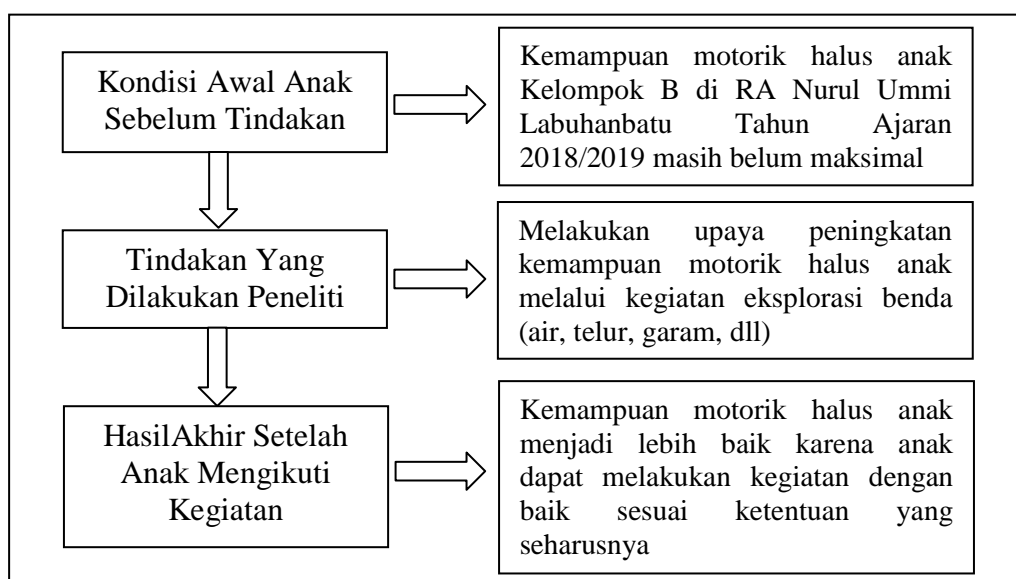 Kondisi Awal Anak
Sebelum Tindakan
Kemampuan motorik halus anak
Kelompok B di RA Nurul Ummi
Labuhanbatu Tahun Ajaran
2018/2019 masih belum maksimal
Tindakan Yang
Dilakukan Peneliti
Melakukan upaya peningkatan
kemampuan motorik halus anak
melalui kegiatan eksplorasi benda
(air, telur, garam, dll)
HasilAkhir Setelah
Anak Mengikuti
Kegiatan
Kemampuan motorik halus anak
menjadi lebih baik karena anak
dapat melakukan kegiatan dengan
baik sesuai ketentuan yang
seharusnya